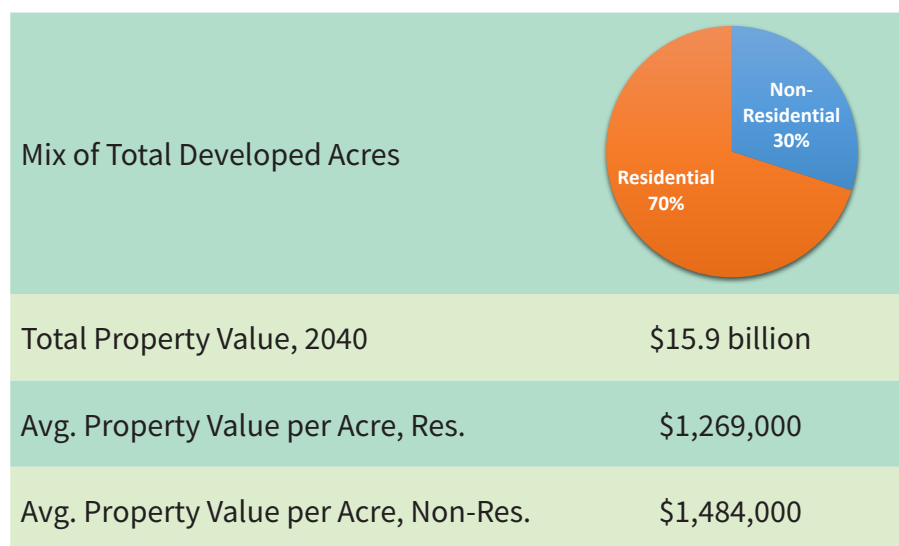 Mix of Total Developed Acres
Non-
Residential
30%
Residential
70%
Total Property Value, 2040
$15.9 billion
Avg. Property Value per Acre, Res.
$1,269,000
Avg. Property Value per Acre, Non-Res.
$1,484,000